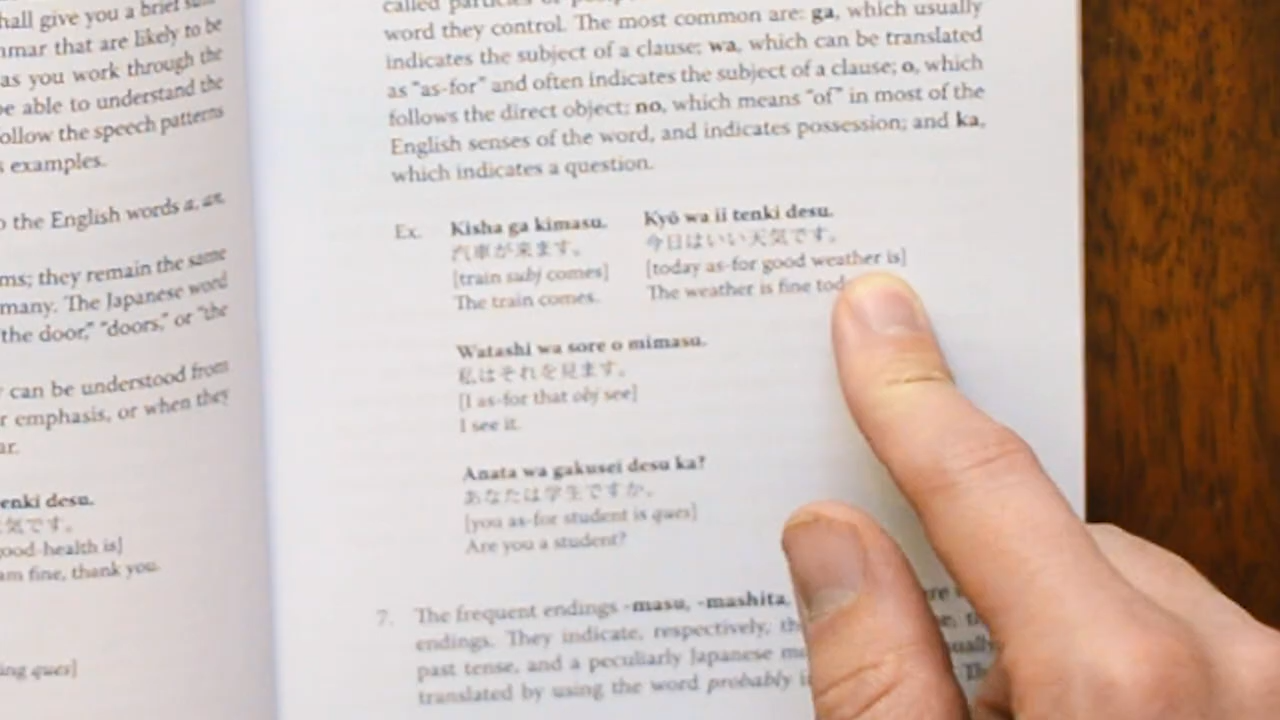 hall give you a brief
mmar that are likely to be
as you work through the
be able to understand the
ollow the speech patterns
s examples.
o the English words a, an,
ms; they remain the same
many. The Japanese word
the door," "doors," or "the
can be understood from
r emphasis, or when they
ar.
enki desu.
気です。
ood-health is]
am fine, thank you.
ing ques]
called particles or
word they control. The most common are: ga, which usually
indicates the subject of a clause; wa, which can be translated
as "as-for" and often indicates the subject of a clause; o, which
follows the direct object; no, which means "of" in most of the
English senses of the word, and indicates possession; and ka,
which indicates a question.
Ex. Kisha ga kimasu. Kyō wa ii tenki desu.
汽車が来ます。 今日はいい天気です。
[train subj comes] [today as-for good weather is]
The train comes. The weather is fine tod
Watashi wa sore o mimasu.
私はそれを見ます。
[I as-for that obj see]
I see it.
Anata wa gakusei desu ka?
あなたは学生ですか。
[you as-for student is ques]
Are you a student?
7. The frequent endings -masu, -mashita,
endings. They indicate, respectively, th
past tense, and a peculiarly Japanese
translated by using the word probably